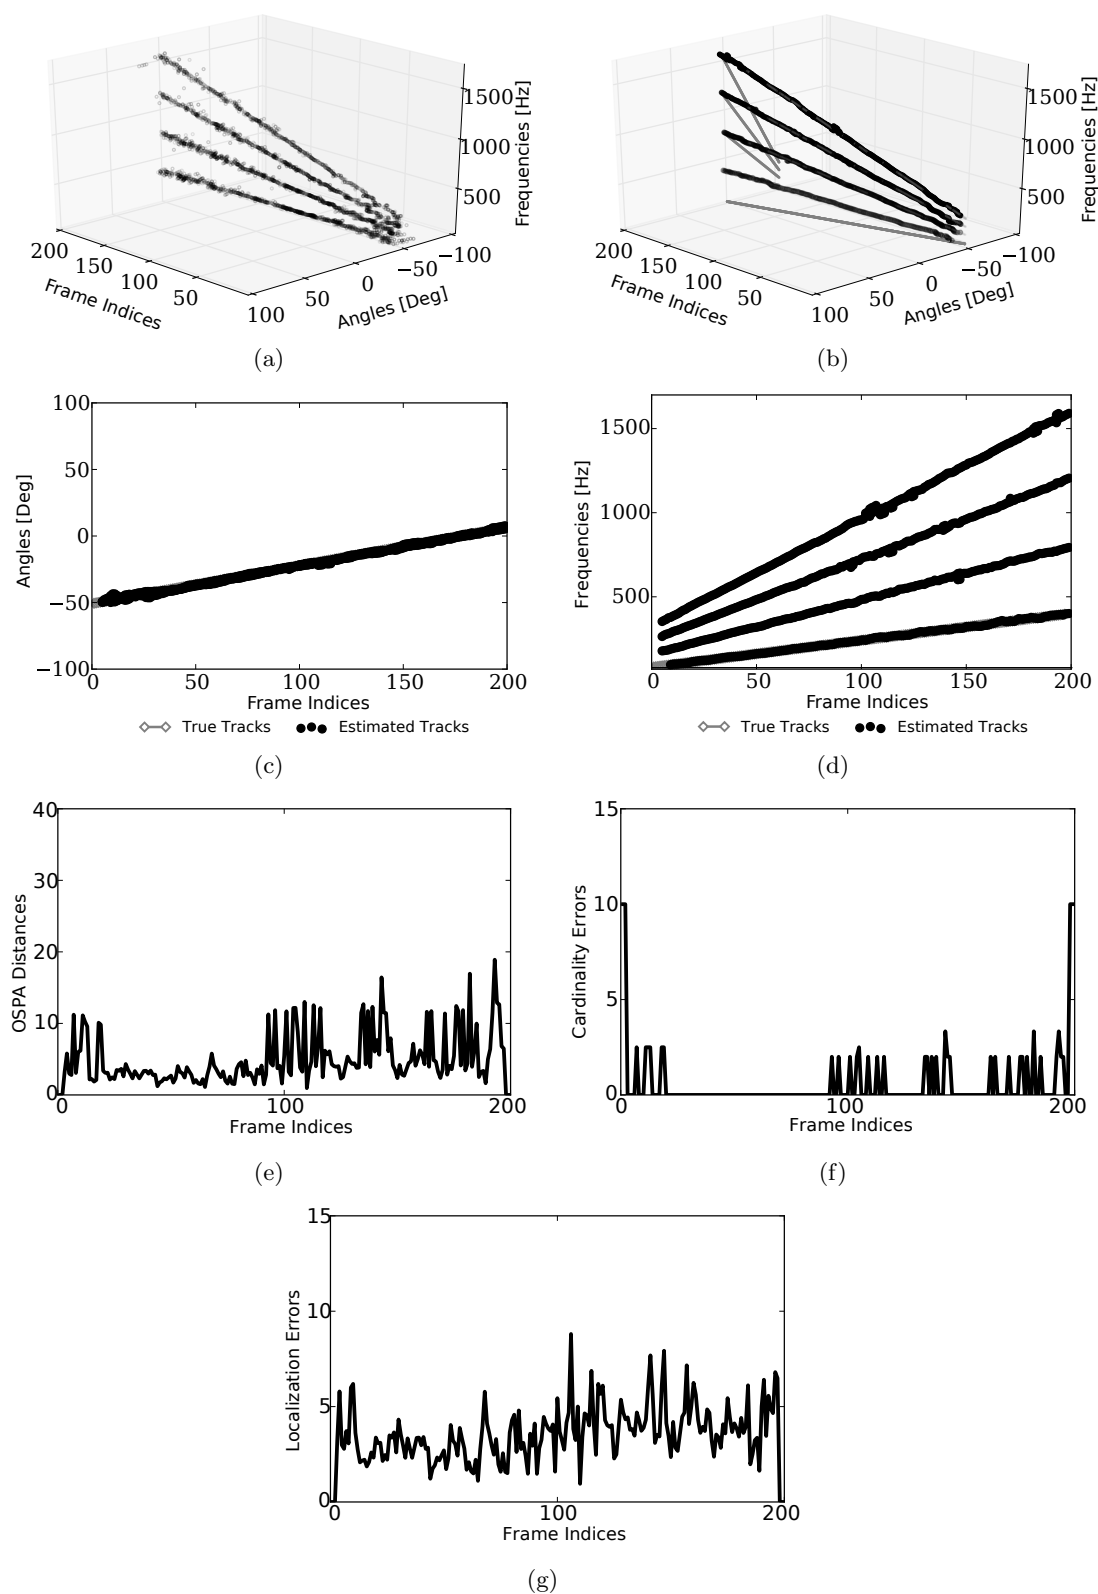 1500
1000
500
Frequencies [Hz]
200
150
100
50
Frame Indices
100
50
0
−50
−100
Angles [Deg]
(a)
1500
1000
500
Frequencies [Hz]
200
150
100
50
Frame Indices
100
50
0
−50
−100
Angles [Deg]
(b)
100
50
0
−50
−100
Angles [Deg]
0 50 100 150 200
Frame Indices
True Tracks Estimated Tracks
(c)
1500
1000
500
Frequencies [Hz]
0 50 100 150 200
Frame Indices
True Tracks Estimated Tracks
(d)
40
30
20
10
0
OSPA Distances
0 100 200
Frame Indices
(e)
15
10
5
0
Cardinality Errors
0 100 200
Frame Indices
(f)
15
10
5
0
Localization Errors
0 100 200
Frame Indices
(g)